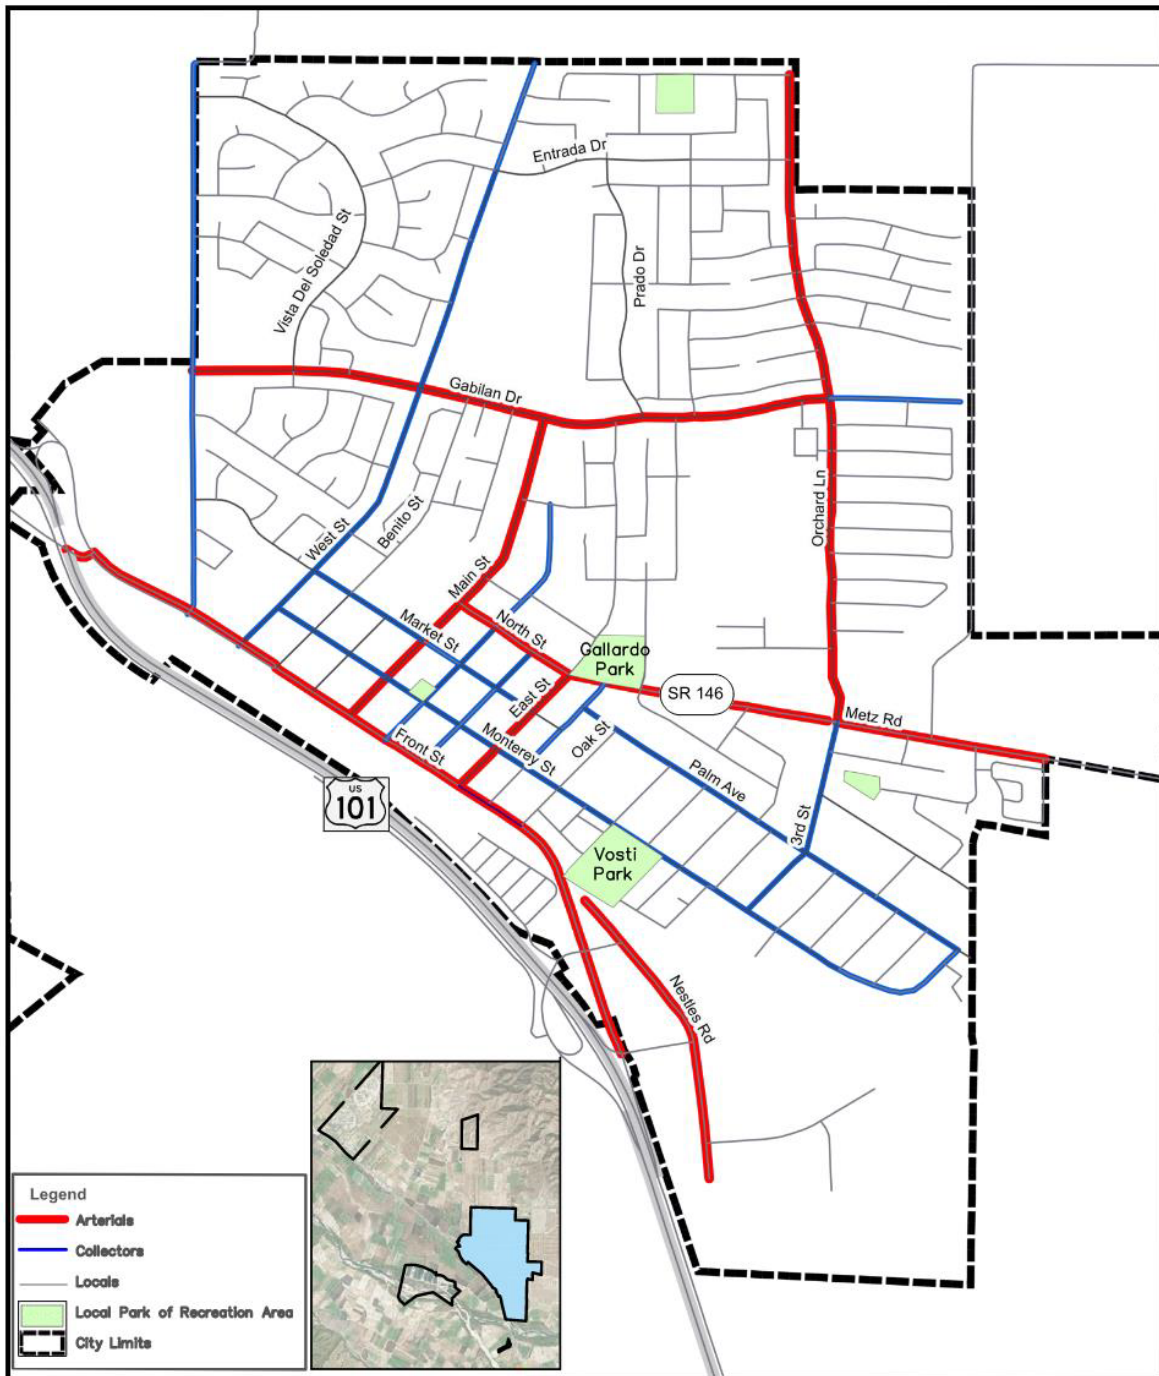 Entrada Dr
Vista Del Soledad St
Prado Dr
Gabilan Dr
Orchard Ln
West St
Benito St
Main St
Market St
North St
Gallardo
Park
SR 146
East St
Metz Rd
Oak St
Front St
Monterey St
Palm Ave
US
101
3rd St
Vosti
Park
Nestles Rd
Legend
Arterials
Collectors
Locals
Local Park of Recreation Area
City Limits